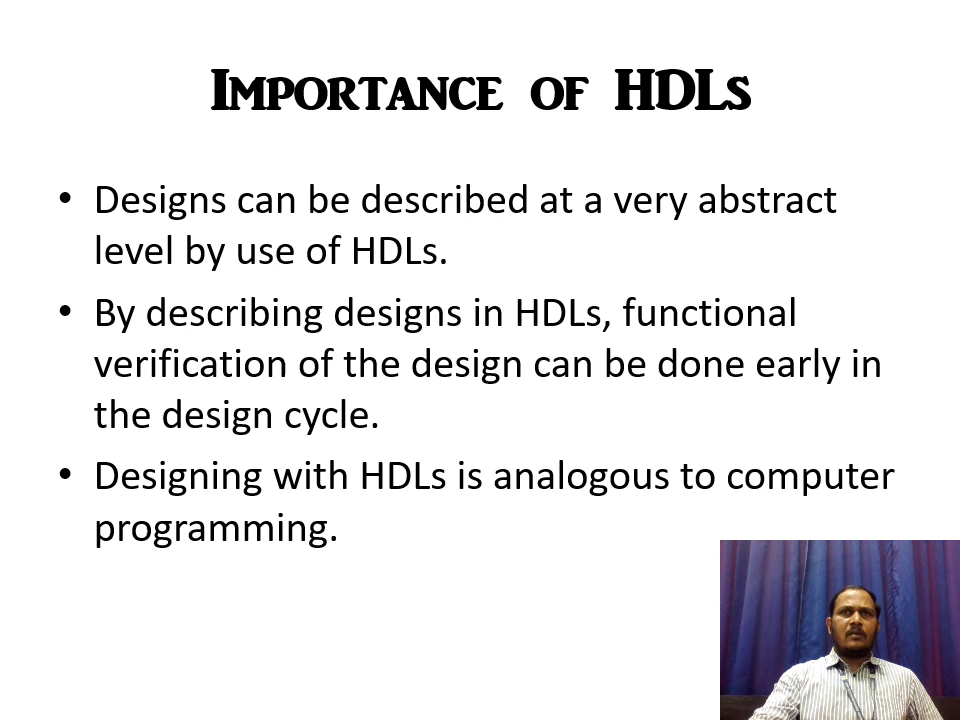 Importance of HDLs
• Designs can be described at a very abstract
level by use of HDLs.
• By describing designs in HDLs, functional
verification of the design can be done early in
the design cycle.
• Designing with HDLs is analogous to computer
programming.